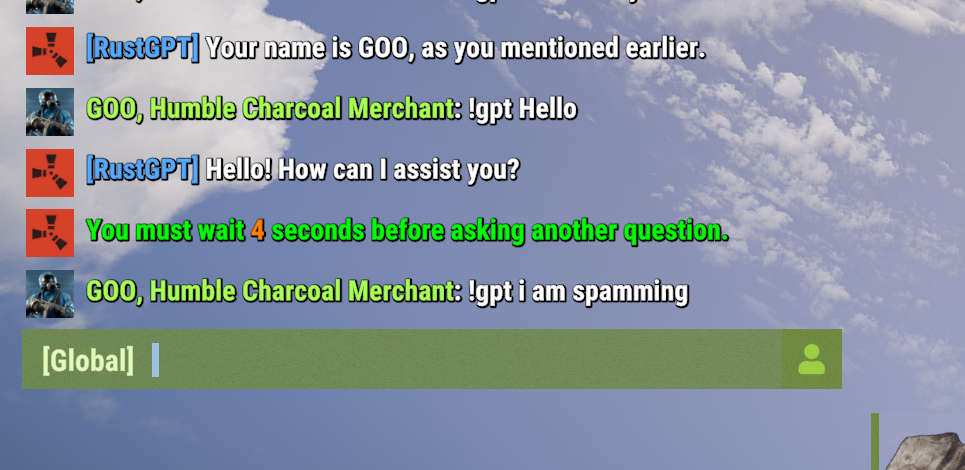 [RustGPT] Your name is GOO, as you mentioned earlier.
GOO, Humble Charcoal Merchant: !gpt Hello
[RustGPT] Hello! How can I assist you?
You must wait 4 seconds before asking another question.
GOO, Humble Charcoal Merchant: !gpt i am spamming
[Global]